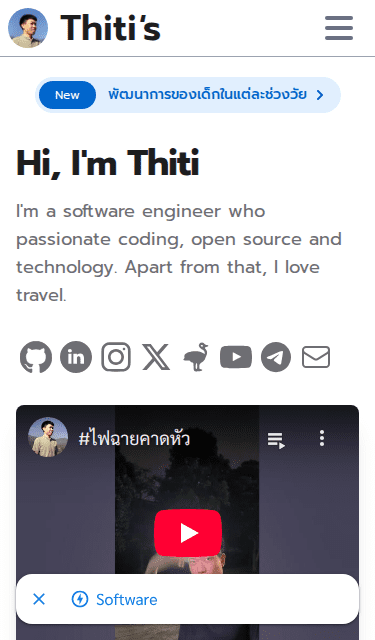 Thiti's
New พัฒนาการของเด็กในแต่ละช่วงวัย
Hi, I'm Thiti
I'm a software engineer who
passionate coding, open source and
technology. Apart from that, I love
travel.
#ไฟฉายคาดหัว
Software